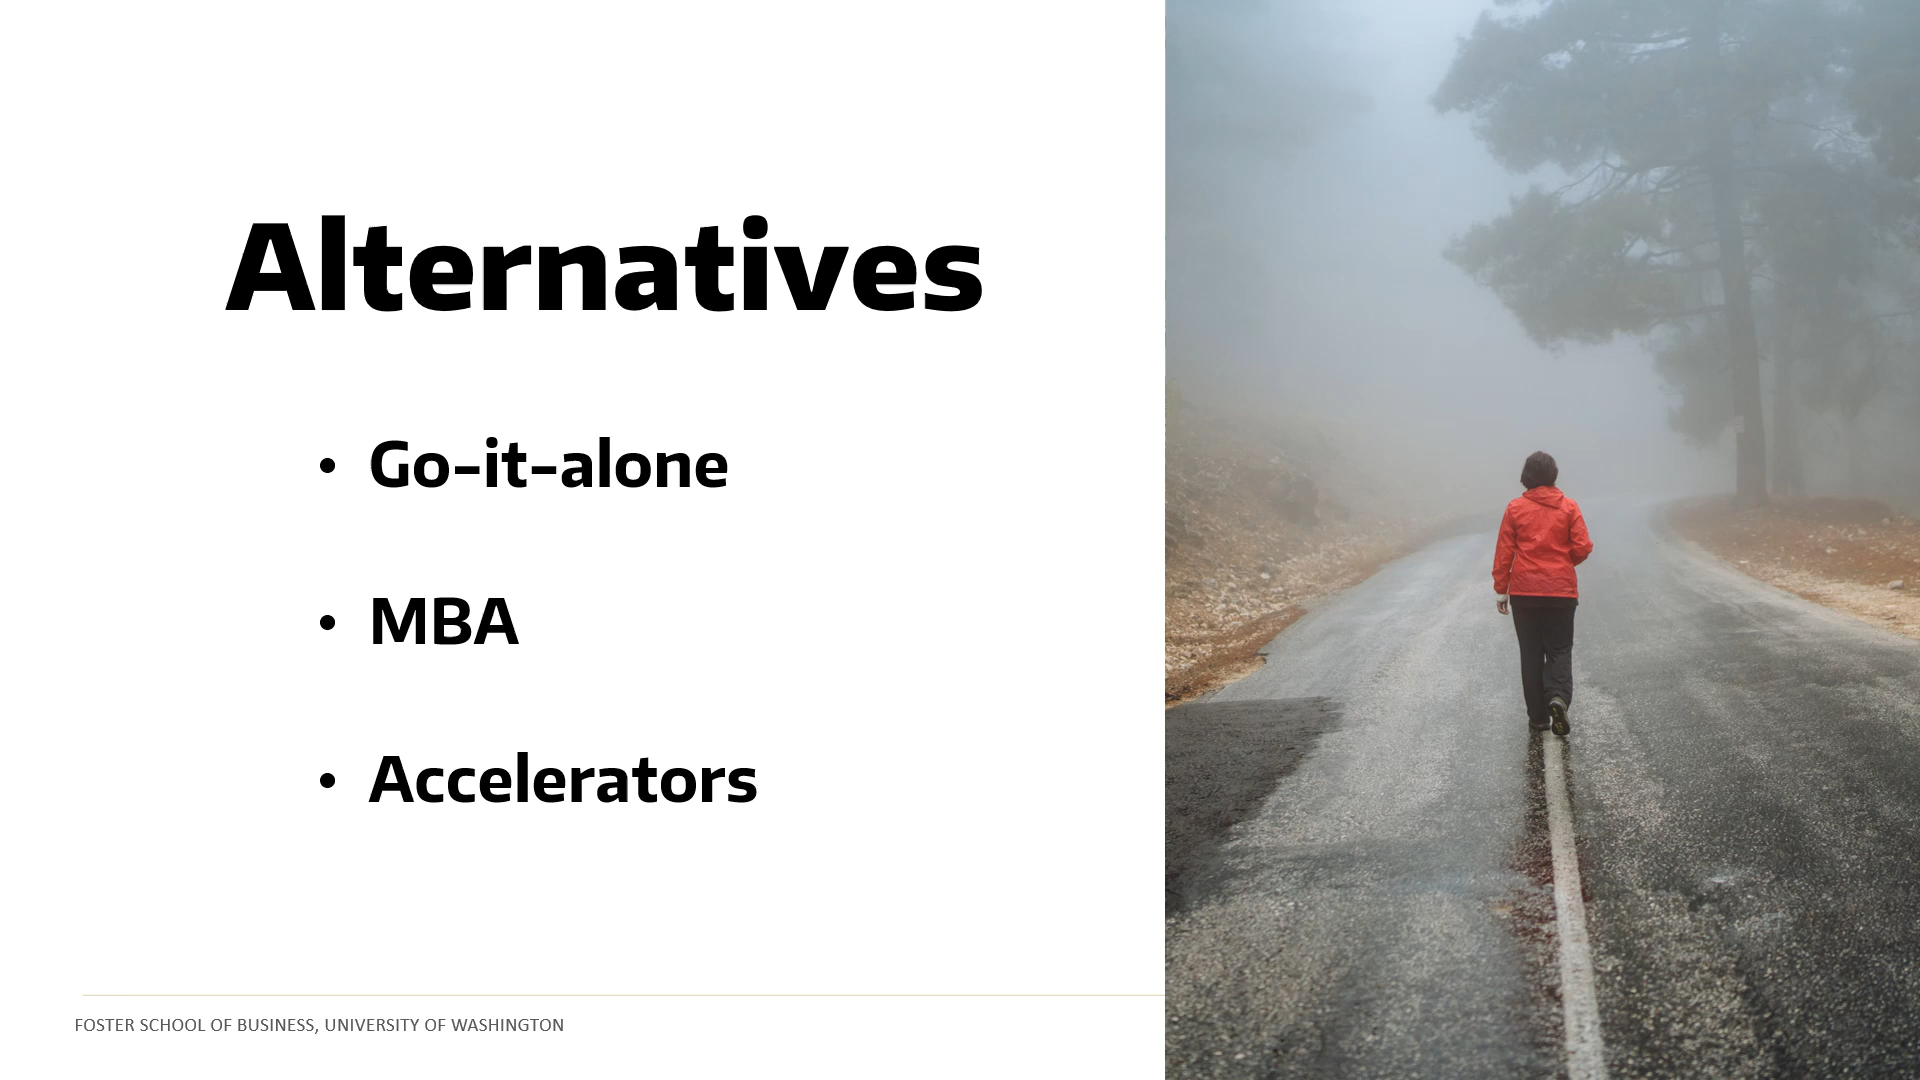 Alternatives
• Go-it-alone
• MBA
• Accelerators
FOSTER SCHOOL OF BUSINESS, UNIVERSITY OF WASHINGTON